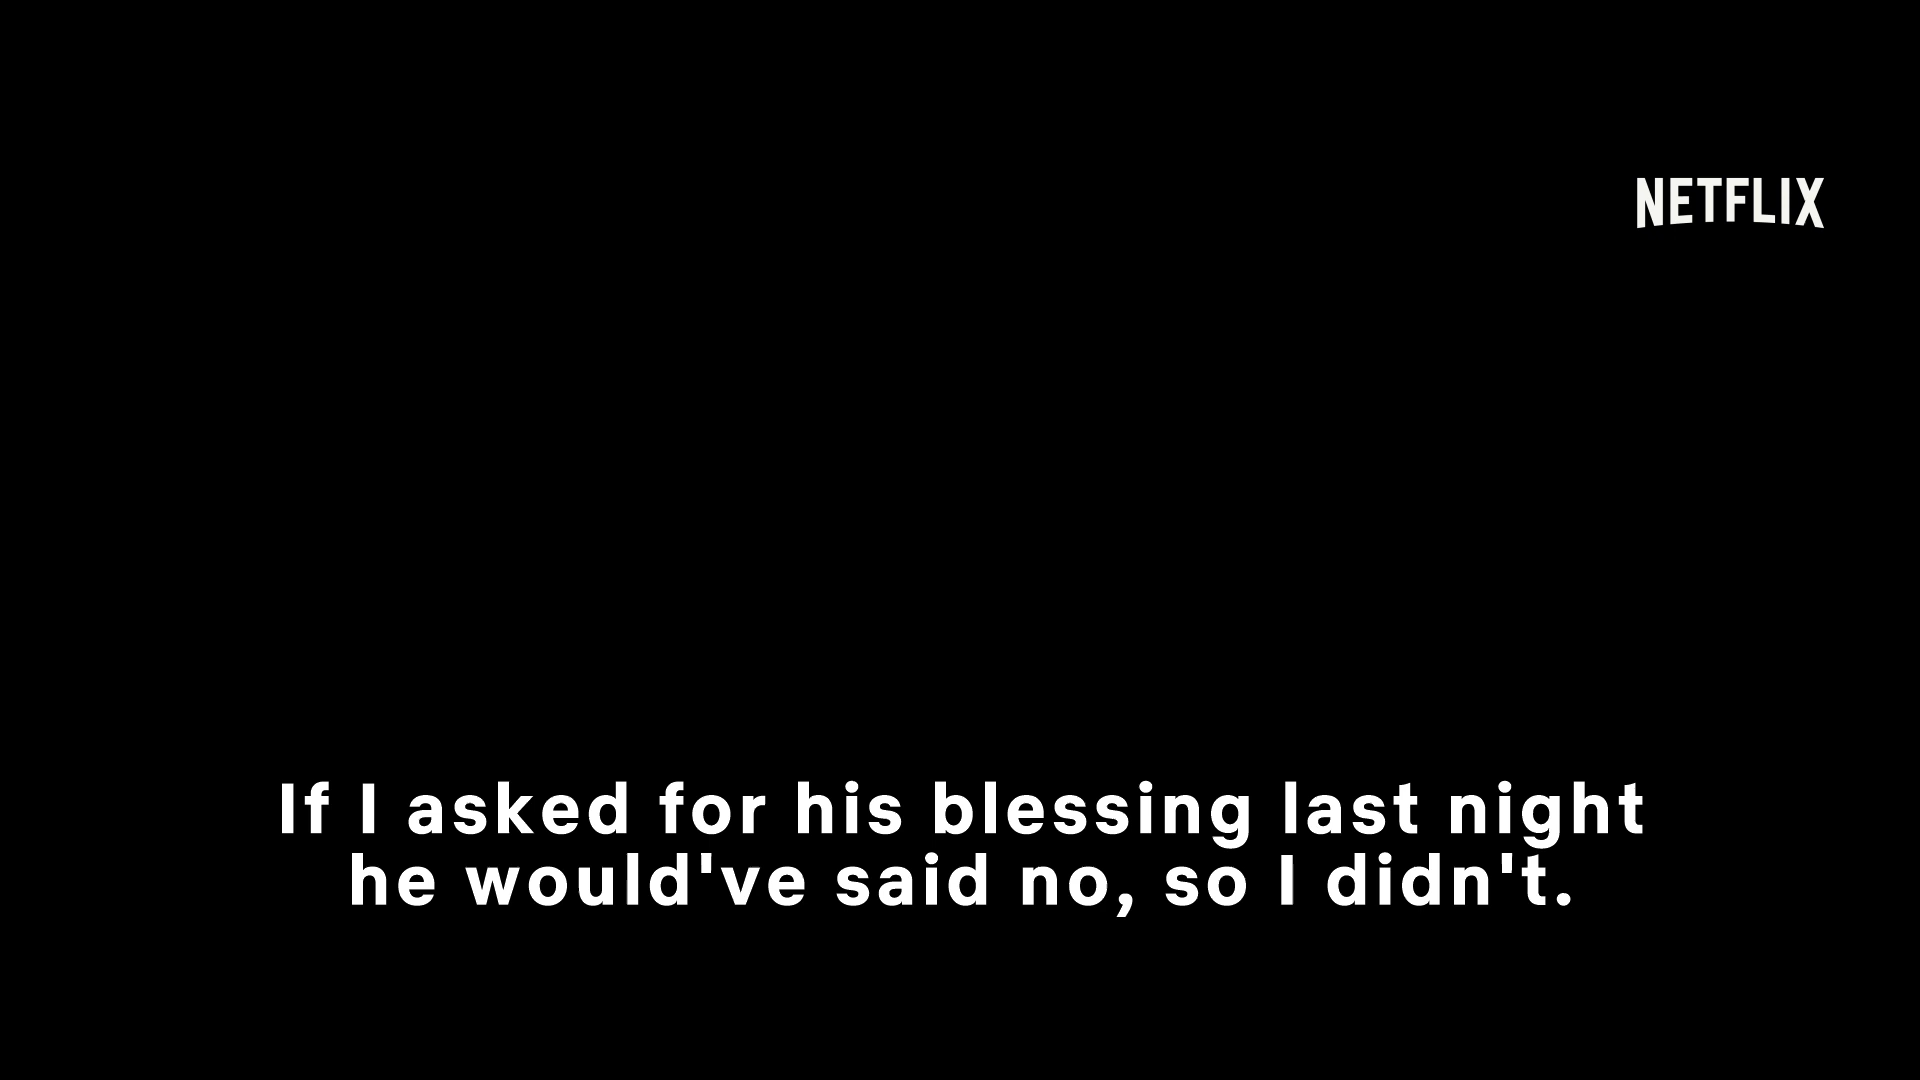 NETFLIX
If I asked for his blessing last night
he would've said no, so I didn't.